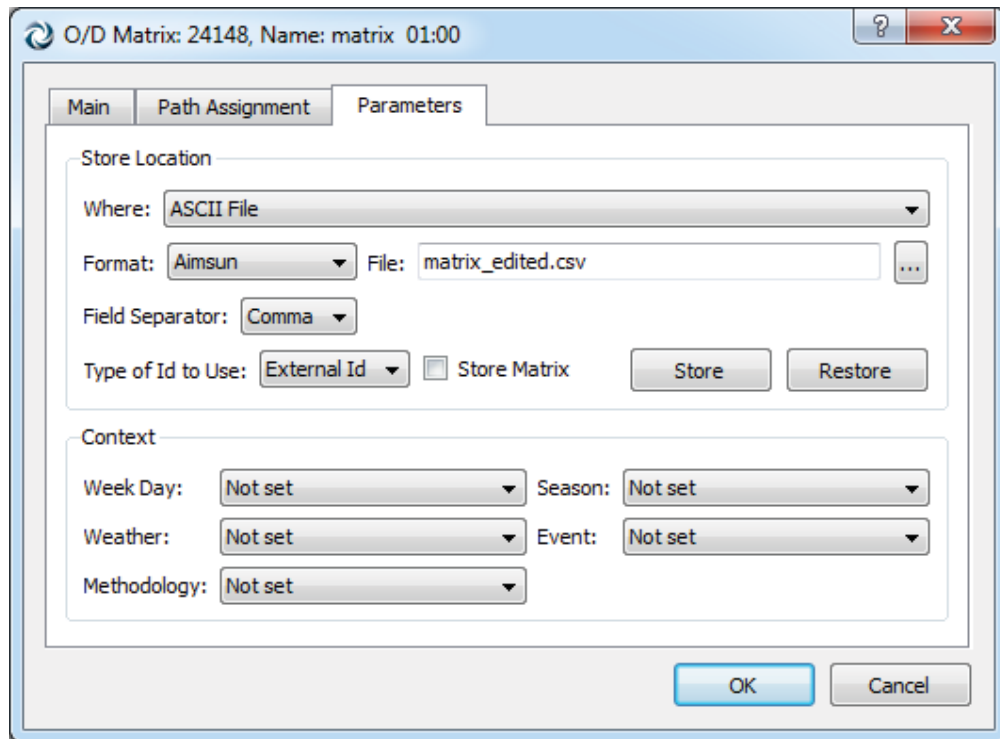 O/D Matrix: 24148, Name: matrix  01:00
Main Path Assignment Parameters
Store Location
Where: ASCII File
Format: Aimsun File: matrix_edited.csv ...
Field Separator: Comma
Type of Id to Use: External Id Store Matrix Store Restore
Context
Week Day: Not set Season: Not set
Weather: Not set Event: Not set
Methodology: Not set
OK Cancel